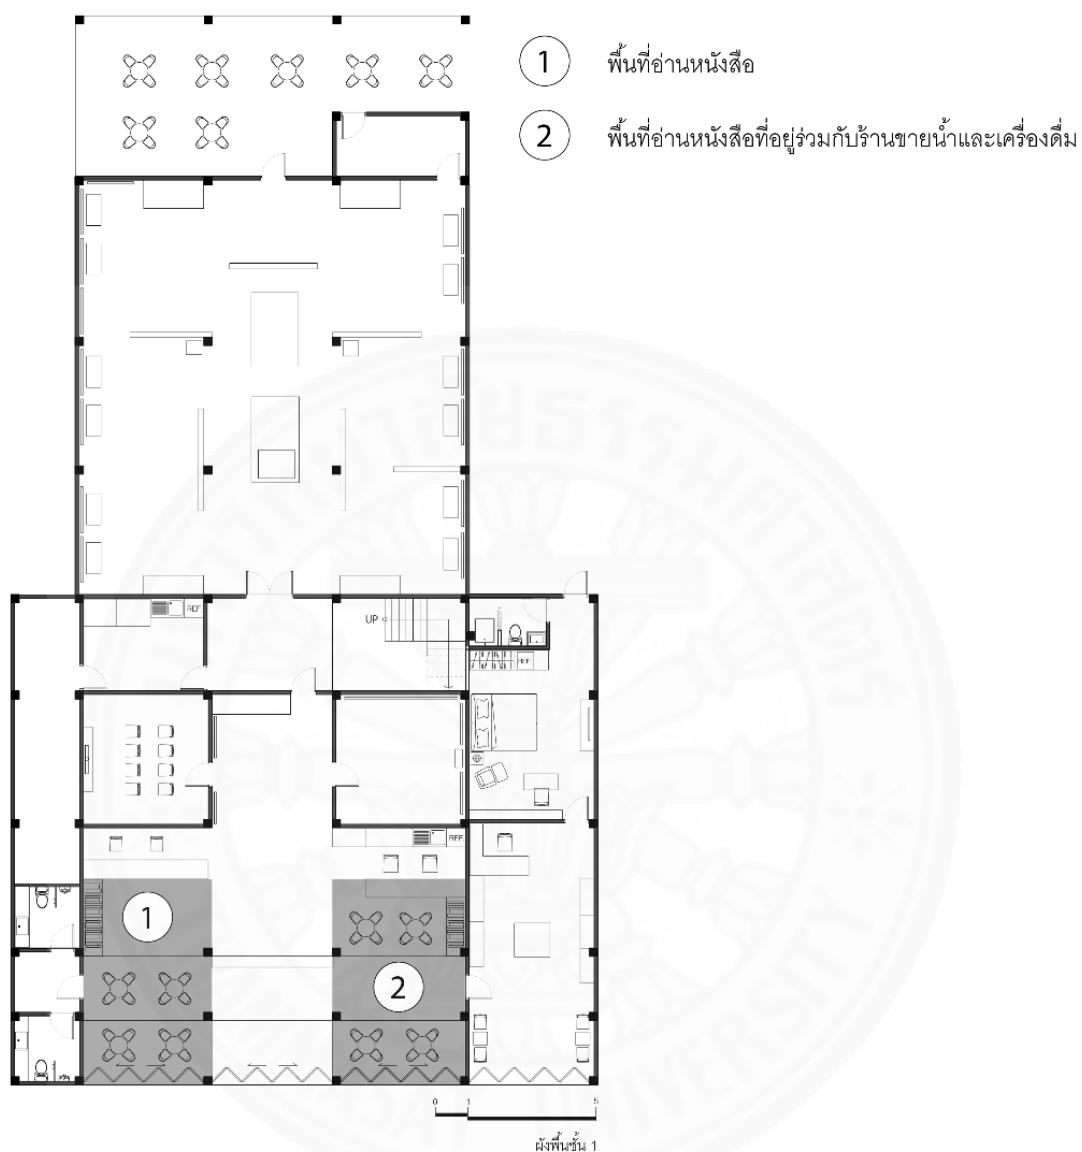 1 พื้นที่อ่านหนังสือ
2 พื้นที่อ่านหนังสือที่อยู่ร่วมกับร้านขายน้ำและเครื่องดื่ม
REF.
UP
REF
REF.
1
2
0 1 5
ผังพื้นชั้น 1